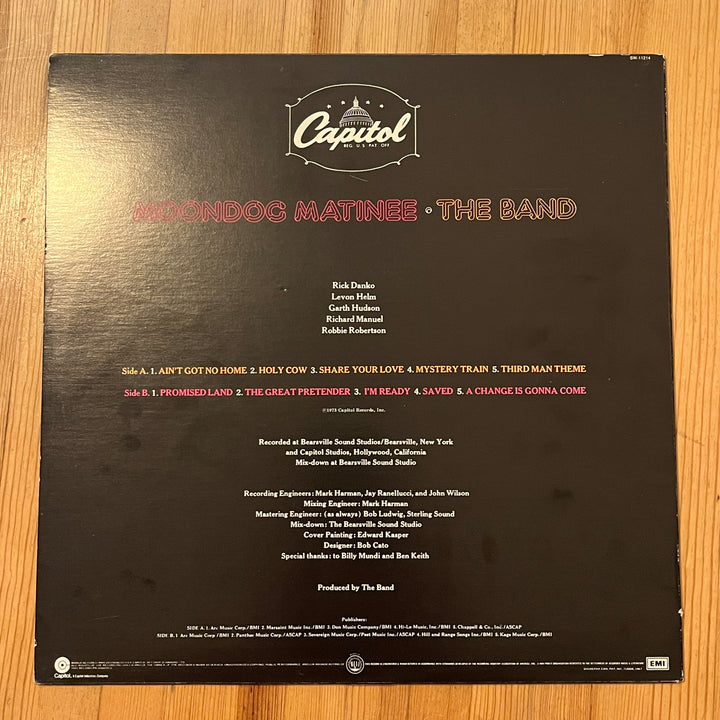 SW-11214
Capitol
REG. U.S. PAT. OFF.
MOONDOG MATINEE • THE BAND
Rick Danko
Levon Helm
Garth Hudson
Richard Manuel
Robbie Robertson
Side A. 1. AIN'T GOT NO HOME 2. HOLY COW 3. SHARE YOUR LOVE 4. MYSTERY TRAIN 5. THIRD MAN THEME
Side B. 1. PROMISED LAND 2. THE GREAT PRETENDER 3. I'M READY 4. SAVED 5. A CHANGE IS GONNA COME
©1973 Capitol Records, Inc.
Recorded at Bearsville Sound Studios/Bearsville, New York
and Capitol Studios, Hollywood, California
Mix-down at Bearsville Sound Studio
Recording Engineers: Mark Harman, Jay Ranellucci, and John Wilson
Mixing Engineer: Mark Harman
Mastering Engineer: (as always) Bob Ludwig, Sterling Sound
Mix-down: The Bearsville Sound Studio
Cover Painting: Edward Kasper
Designer: Bob Cato
Special thanks: to Billy Mundi and Ben Keith
Produced by The Band
Publishers:
SIDE A. 1. Arc Music Corp./BMI 2. Marsaint Music Inc./BMI 3. Don Music Company/BMI 4. Hi-Lo Music, Inc./BMI 5. Chappell & Co., Inc./ASCAP
SIDE B. 1 Arc Music Corp./BMI 2. Panther Music Corp./ASCAP 3. Sovereign Music Corp./Post Music Inc./ASCAP 4. Hill and Range Songs Inc./BMI 5. Kags Music Corp./BMI
Capitol.
EMI